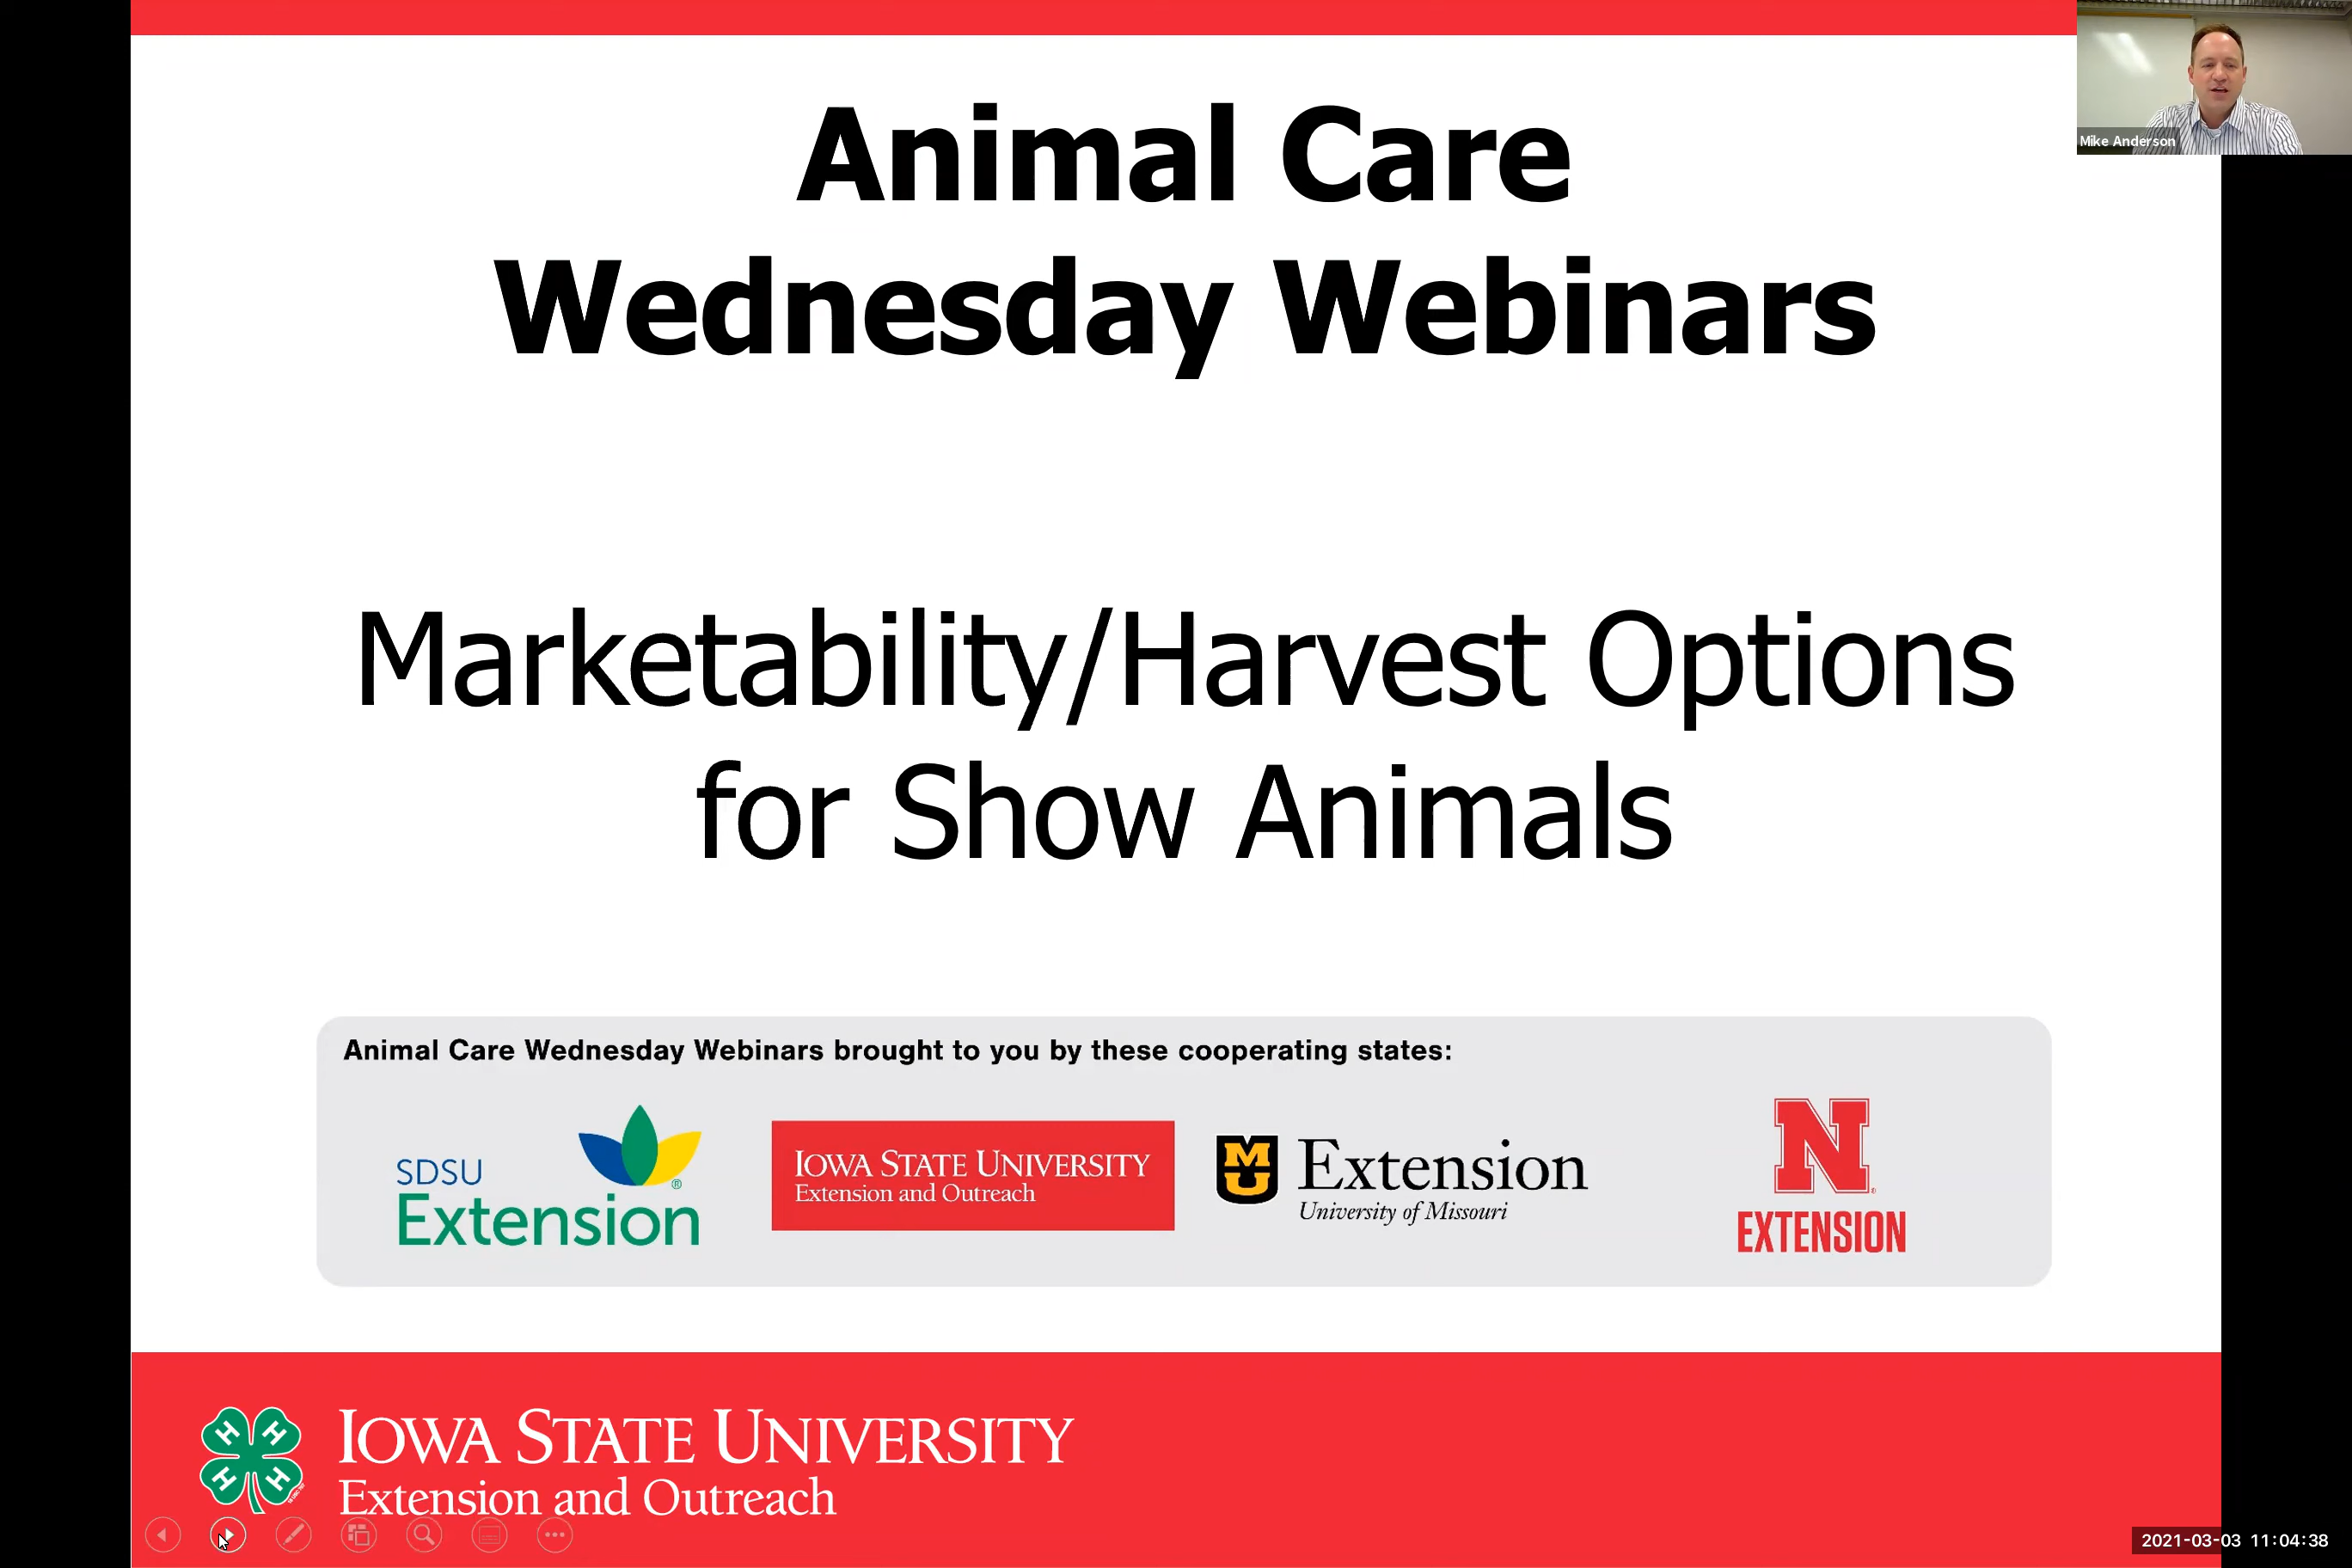 Animal Care
Wednesday Webinars
Mike Anderson
Marketability/Harvest Options
for Show Animals
Animal Care Wednesday Webinars brought to you by these cooperating states:
SDSU
Extension
®
IOWA STATE UNIVERSITY
Extension and Outreach
MU
Extension
University of Missouri
N
EXTENSION
H H
H H
IOWA STATE UNIVERSITY
Extension and Outreach
2021-03-03 11:04:38